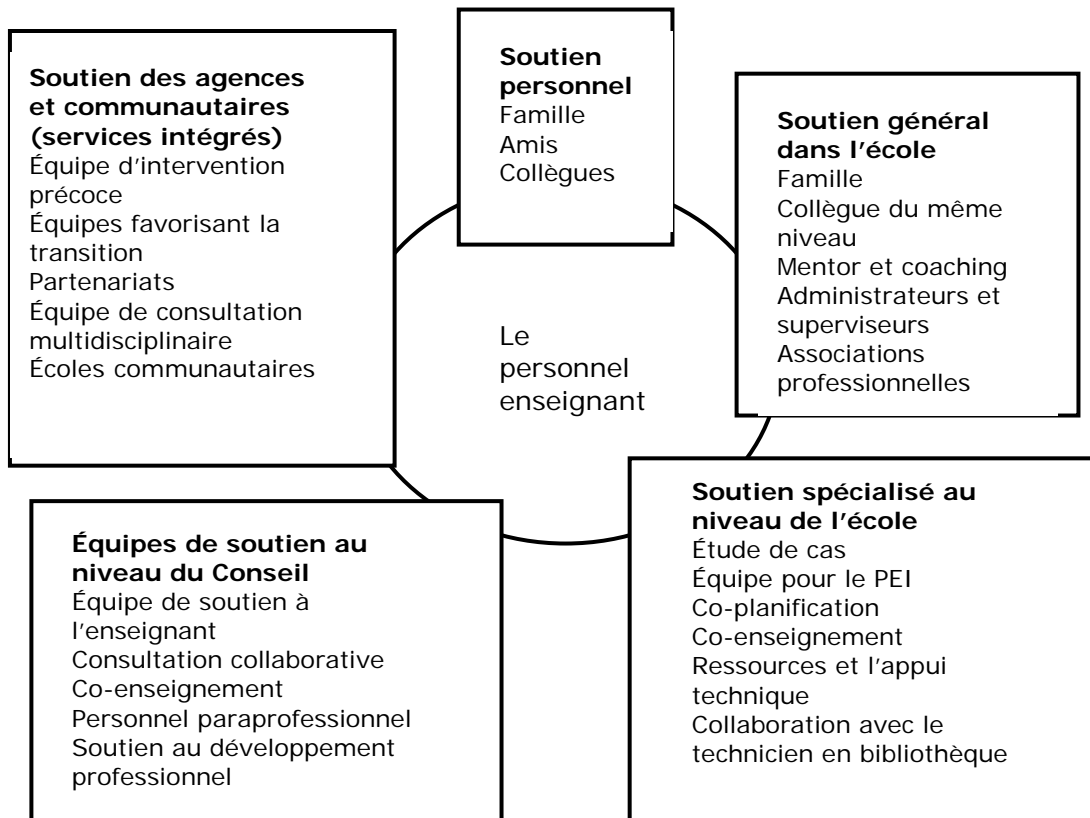 Soutien des agences
et communautaires
(services intégrés)
Équipe d'intervention
précoce
Équipes favorisant la
transition
Partenariats
Équipe de consultation
multidisciplinaire
Écoles communautaires
Soutien
personnel
Famille
Amis
Collègues
Soutien général
dans l'école
Famille
Collègue du même
niveau
Mentor et coaching
Administrateurs et
superviseurs
Associations
professionnelles
Le
personnel
enseignant
Équipes de soutien au
niveau du Conseil
Équipe de soutien à
l'enseignant
Consultation collaborative
Co-enseignement
Personnel paraprofessionnel
Soutien au développement
professionnel
Soutien spécialisé au
niveau de l'école
Étude de cas
Équipe pour le PEI
Co-planification
Co-enseignement
Ressources et l'appui
technique
Collaboration avec le
technicien en bibliothèque